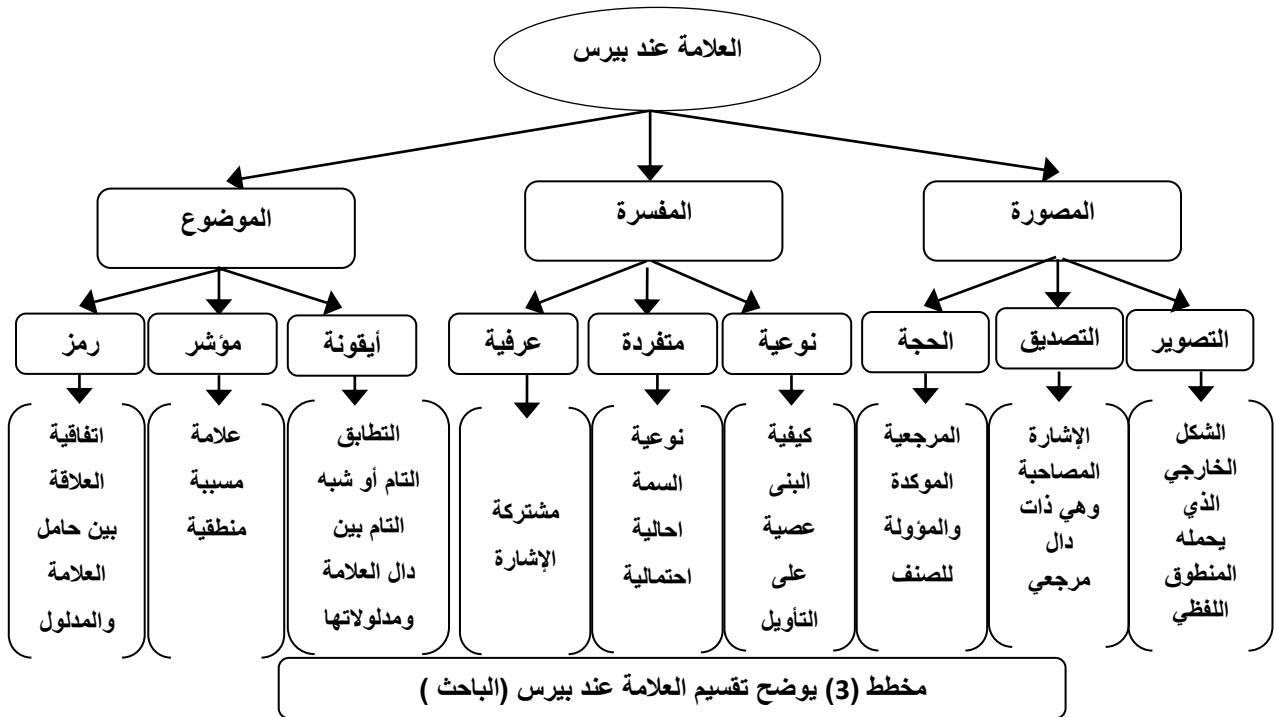 العلامة عند بيرس
المصورة
المفسرة
الموضوع
التصوير
التصديق
الحجة
نوعية
متفردة
عرفية
أيقونة
مؤشر
رمز
الشكل
الخارجي
الذي
يحمله
المنطوق
اللفظي
الإشارة
المصاحبة
وهي ذات
دال
مرجعي
المرجعية
الموكدة
والمؤولة
للصنف
كيفية
البنى
عصية
على
التأويل
نوعية
السمة
احالية
احتمالية
مشتركة
الإشارة
التطابق
التام أو شبه
التام بين
دال العلامة
ومدلولاتها
علامة
مسببة
منطقية
اتفاقية
العلاقة
بين حامل
العلامة
والمدلول
مخطط (3) يوضح تقسيم العلامة عند بيرس (الباحث )